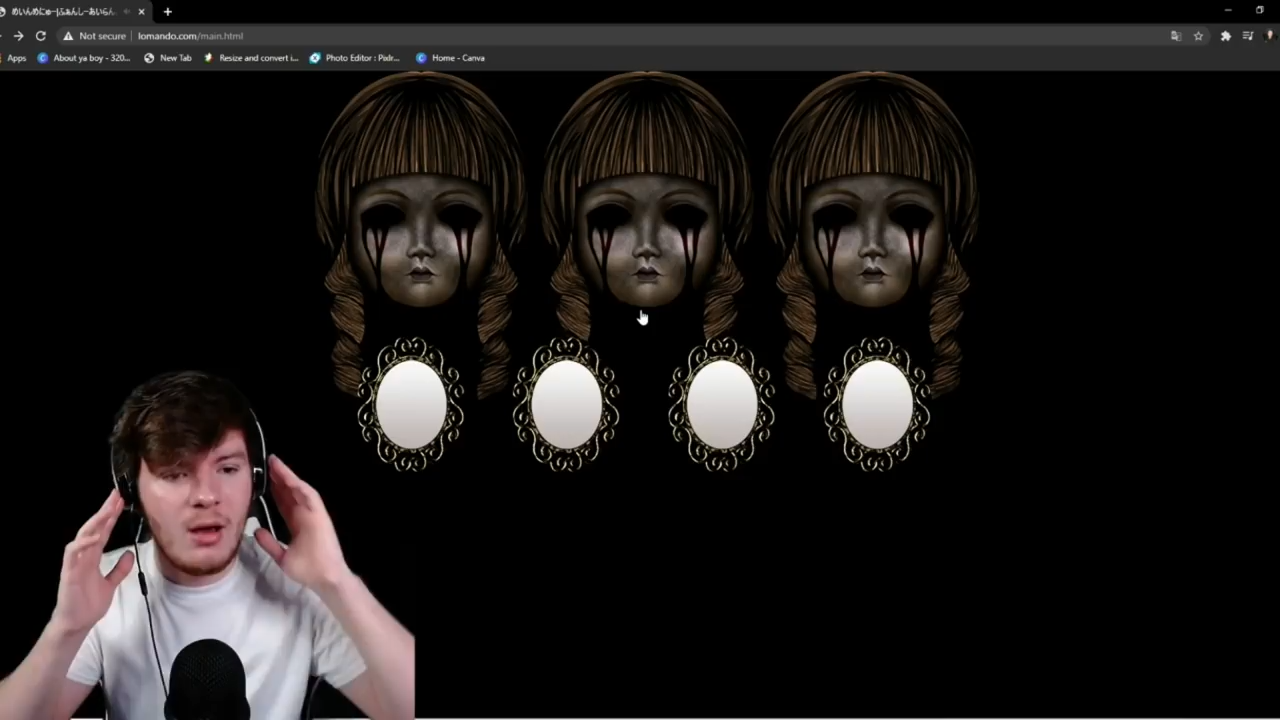 めいんめにゅー|ふぁんしーあいらん
Not secure
lomando.com/main.html
Apps
About ya boy - 320...
New Tab
Resize and convert i...
Photo Editor : Pixlr...
Home - Canva